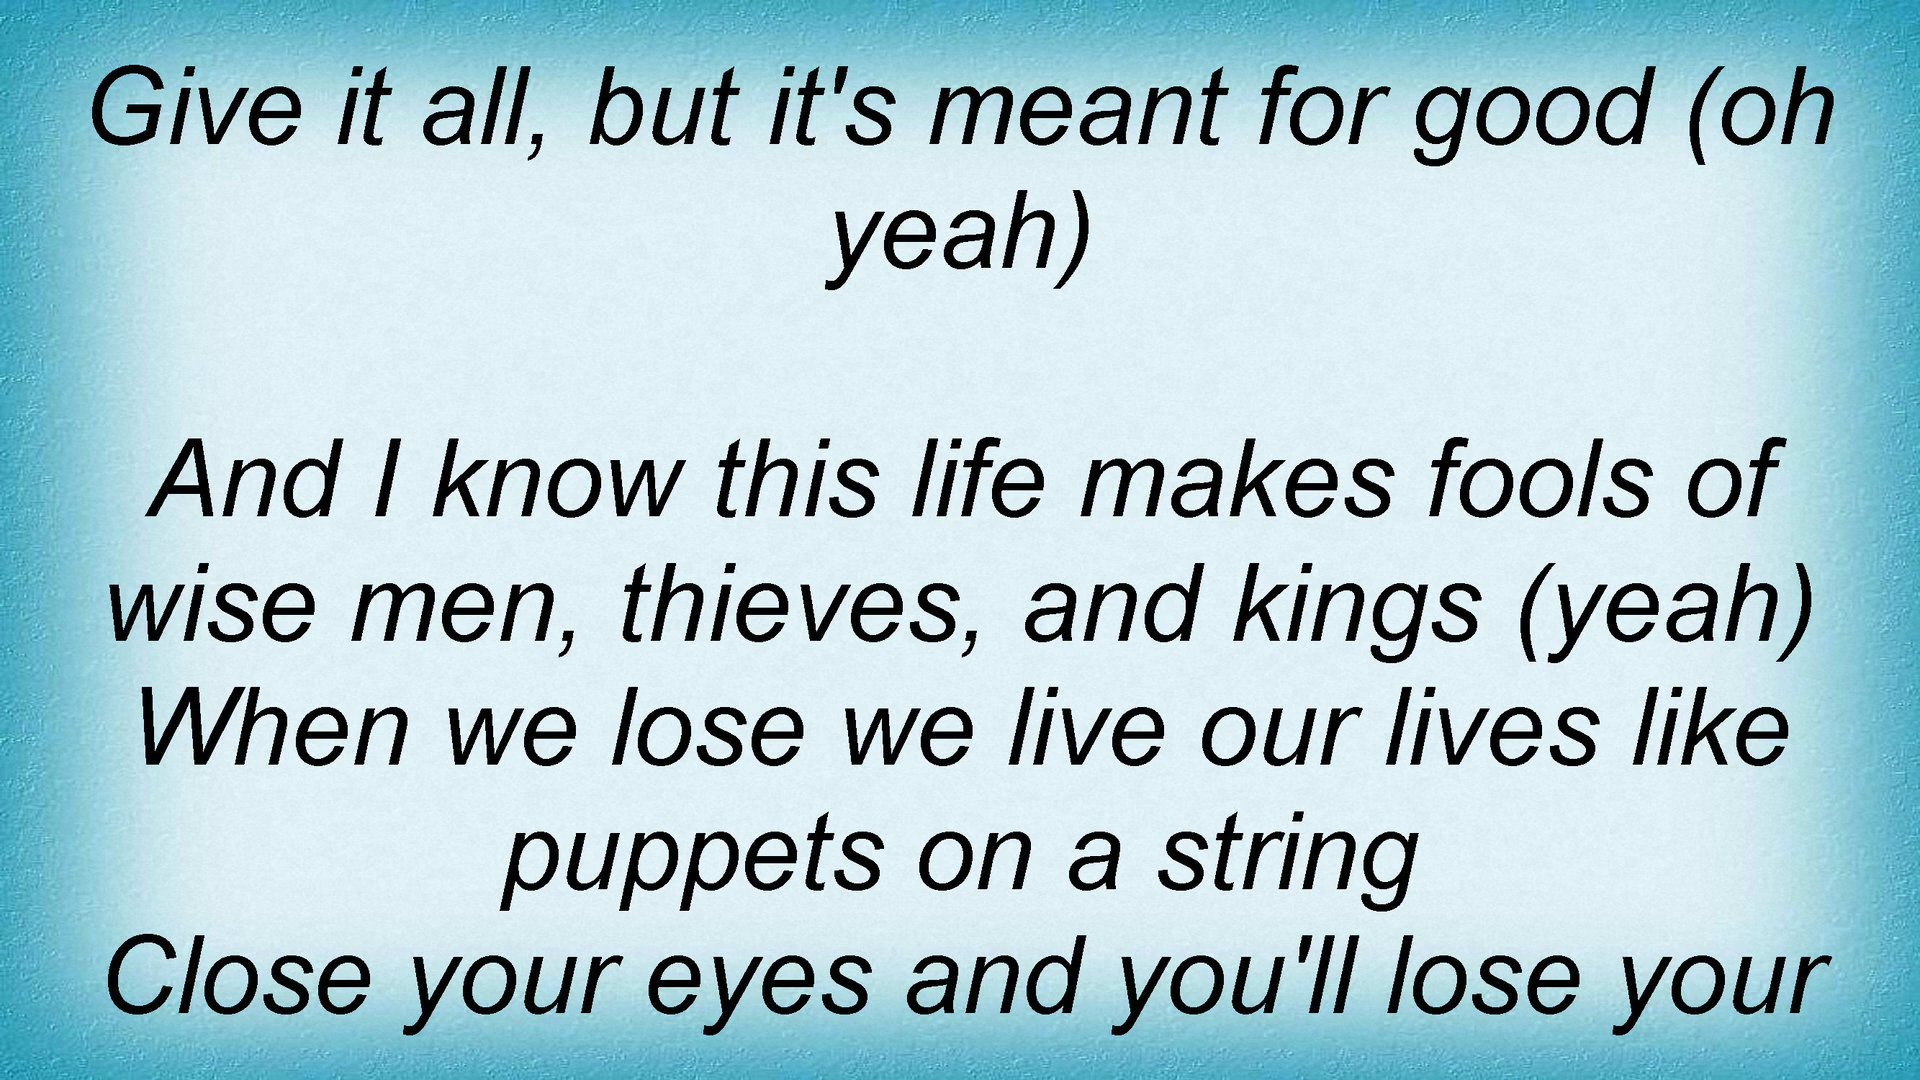 Give it all, but it's meant for good (oh
yeah)
And I know this life makes fools of
wise men, thieves, and kings (yeah)
When we lose we live our lives like
puppets on a string
Close your eyes and you'll lose your